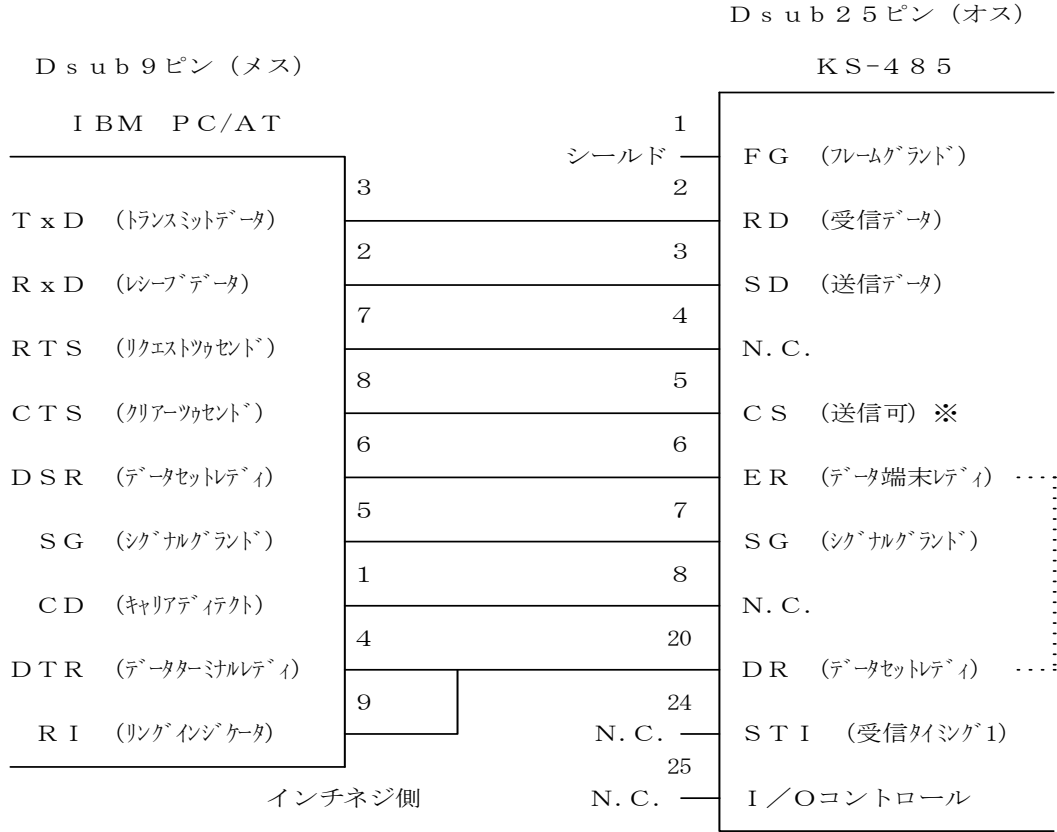 Ｄｓｕｂ２５ピン（オス）
Ｄｓｕｂ９ピン（メス）
ＫＳ-４８５
ＩＢＭ　ＰＣ/ＡＴ
1
シールド
ＦＧ　（ﾌﾚｰﾑｸﾞﾗﾝﾄﾞ）
3
2
ＴｘＤ　（ﾄﾗﾝｽﾐｯﾄﾃﾞｰﾀ）
ＲＤ　（受信ﾃﾞｰﾀ）
2
3
ＲｘＤ　（ﾚｼｰﾌﾞﾃﾞｰﾀ）
ＳＤ　（送信ﾃﾞｰﾀ）
7
4
ＲＴＳ　（ﾘｸｴｽﾄﾂｩｾﾝﾄﾞ）
Ｎ.Ｃ.
8
5
ＣＴＳ　（ｸﾘｱｰﾂｩｾﾝﾄﾞ）
ＣＳ　（送信可）※
6
6
ＤＳＲ　（ﾃﾞｰﾀｾｯﾄﾚﾃﾞｨ）
ＥＲ　（ﾃﾞｰﾀ端末ﾚﾃﾞｨ）
5
7
ＳＧ　（ｼｸﾞﾅﾙｸﾞﾗﾝﾄﾞ）
ＳＧ　（ｼｸﾞﾅﾙｸﾞﾗﾝﾄﾞ）
1
8
ＣＤ　（ｷｬﾘｱﾃﾞｨﾃｸﾄ）
Ｎ.Ｃ.
4
20
ＤＴＲ　（ﾃﾞｰﾀﾀｰﾐﾅﾙﾚﾃﾞｨ）
ＤＲ　（ﾃﾞｰﾀｾｯﾄﾚﾃﾞｨ）
9
24
ＲＩ　（ﾘﾝｸﾞｲﾝｼﾞｹｰﾀ）
Ｎ.Ｃ.
ＳＴＩ　（受信ﾀｲﾐﾝｸﾞ1）
25
インチネジ側
Ｎ.Ｃ.
Ｉ／Ｏコントロール